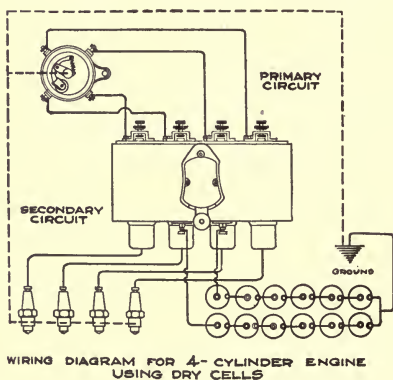 PRIMARY
CIRCUIT
SECONDARY
CIRCUIT
GROUND
WIRING DIAGRAM FOR 4-CYLINDER ENGINE
USING DRY CELLS